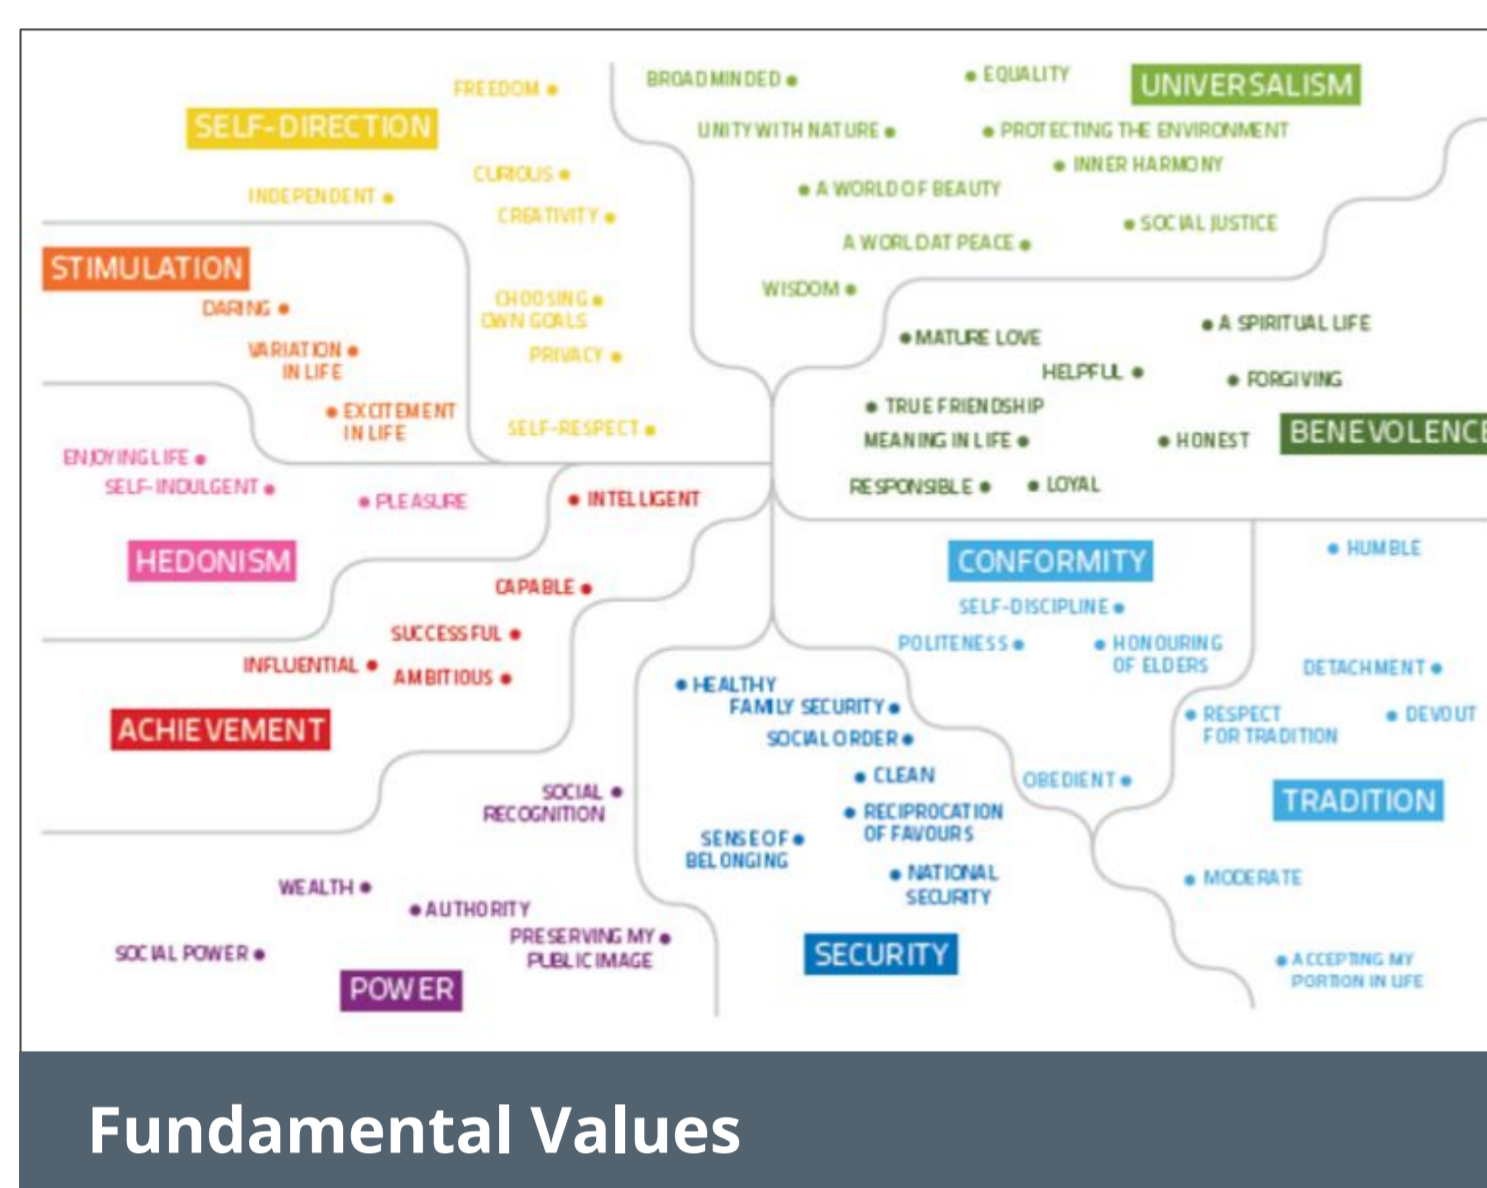 SELF-DIRECTION
FREEDOM
CURIOUS
INDEPENDENT
CREATIVITY
CHOOSING
OWN GOALS
PRIVACY
SELF-RESPECT
STIMULATION
DARING
VARIATION
IN LIFE
EXCITEMENT
IN LIFE
ENJOYING LIFE
SELF-INDULGENT
PLEASURE
HEDONISM
INTELLIGENT
CAPABLE
SUCCESSFUL
INFLUENTIAL
AMBITIOUS
ACHIEVEMENT
SOCIAL
RECOGNITION
WEALTH
AUTHORITY
PRESERVING MY
PUBLIC IMAGE
SOCIAL POWER
POWER
BROADMINDED
EQUALITY
UNIVERSALISM
UNITY WITH NATURE
PROTECTING THE ENVIRONMENT
INNER HARMONY
A WORLD OF BEAUTY
SOCIAL JUSTICE
A WORLD AT PEACE
WISDOM
MATURE LOVE
A SPIRITUAL LIFE
HELPFUL
FORGIVING
TRUE FRIENDSHIP
MEANING IN LIFE
HONEST
BENEVOLENCE
RESPONSIBLE
LOYAL
CONFORMITY
SELF-DISCIPLINE
POLITENESS
HONOURING
OF ELDERS
OBEDIENT
HUMBLE
DETACHMENT
RESPECT
FOR TRADITION
DEVOUT
TRADITION
MODERATE
ACCEPTING MY
PORTION IN LIFE
HEALTHY
FAMILY SECURITY
SOCIAL ORDER
CLEAN
RECIPROCATION
OF FAVOURS
SENSE OF
BELONGING
NATIONAL
SECURITY
SECURITY
Fundamental Values